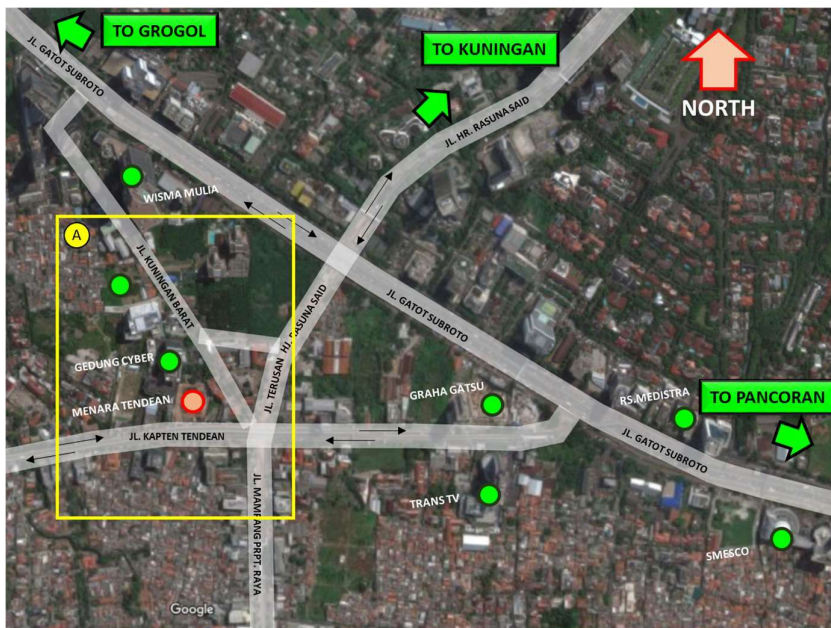 TO GROGOL
TO KUNINGAN
NORTH
JL. GATOT SUBROTO
JL. HR. RASUNA SAID
WISMA MULIA
A
JL. KUNINGAN BARAT
JL. TERUSAN HJ. RASUNA SAID
JL. GATOT SUBROTO
GEDUNG CYBER
MENARA TENDEAN
GRAHA GATSU
RS.MEDISTRA
TO PANCORAN
JL. KAPTEN TENDEAN
JL. GATOT SUBROTO
JL. MAMPANG PRPT. RAYA
TRANS TV
SMESCO
Google